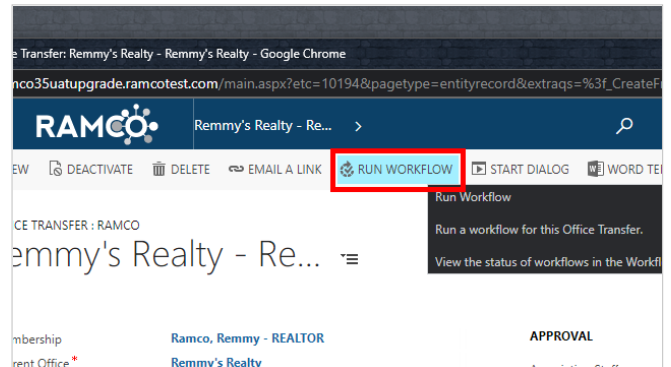 e Transfer: Remmy's Realty - Remmy's Realty - Google Chrome
mco35uatupgrade.ramcotest.com/main.aspx?etc=10194&pagetype=entityrecord&extraqs=%3f_CreateFr
RAMCO Remmy's Realty - Re... >
EW DEACTIVATE DELETE EMAIL A LINK RUN WORKFLOW START DIALOG WORD TE
Run Workflow
Run a workflow for this Office Transfer.
View the status of workflows in the Workfl
CE TRANSFER : RAMCO
emmy's Realty - Re...
mbership Ramco, Remmy - REALTOR APPROVAL
rent Office * Remmy's Realty